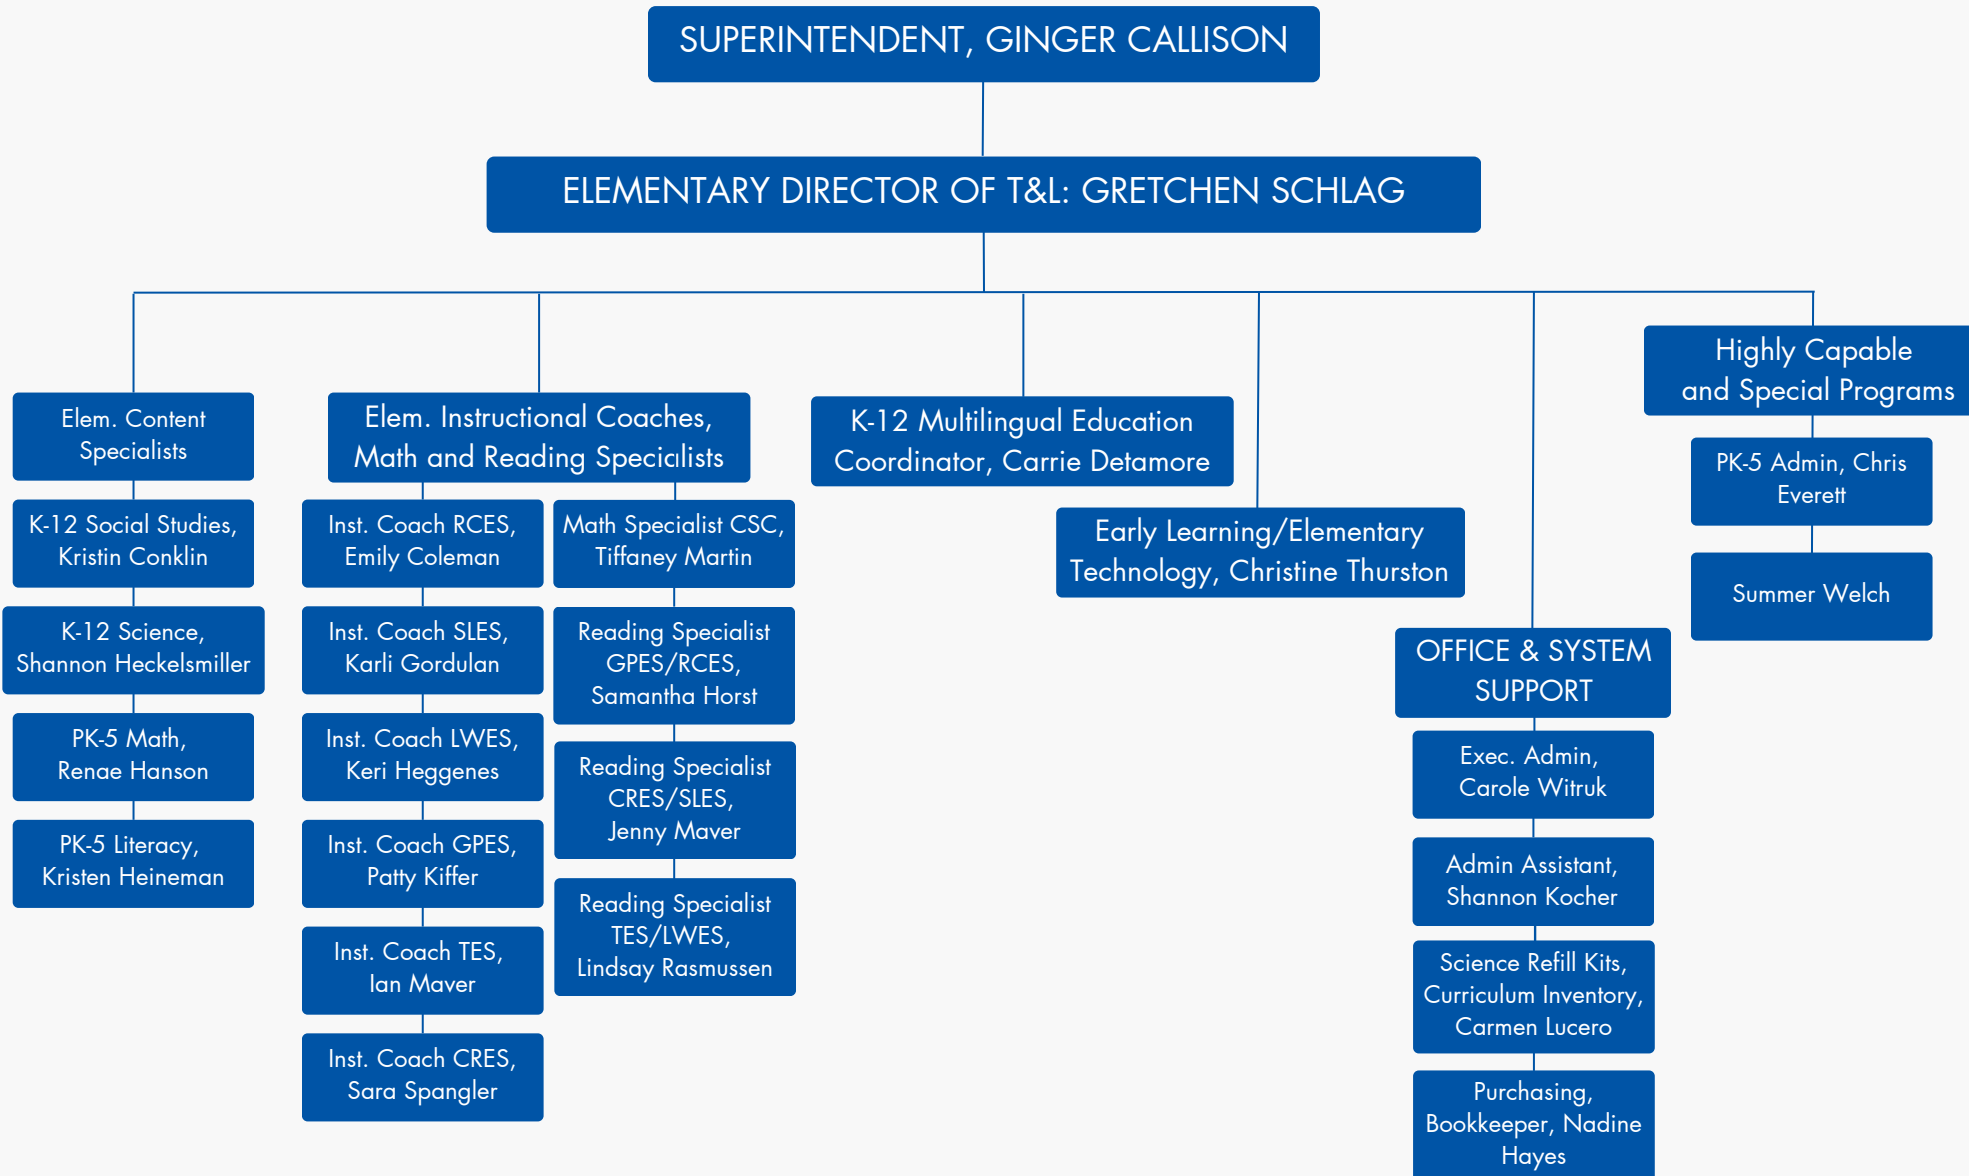 SUPERINTENDENT, GINGER CALLISON
ELEMENTARY DIRECTOR OF T&L: GRETCHEN SCHLAG
Elem. Content
Specialists
K-12 Social Studies,
Kristin Conklin
K-12 Science,
Shannon Heckelsmiller
PK-5 Math,
Renae Hanson
PK-5 Literacy,
Kristen Heineman
Elem. Instructional Coaches,
Math and Reading Specialists
Inst. Coach RCES,
Emily Coleman
Inst. Coach SLES,
Karli Gordulan
Inst. Coach LWES,
Keri Heggenes
Inst. Coach GPES,
Patty Kiffer
Inst. Coach TES,
Ian Maver
Inst. Coach CRES,
Sara Spangler
Math Specialist CSC,
Tiffaney Martin
Reading Specialist
GPES/RCES,
Samantha Horst
Reading Specialist
CRES/SLES,
Jenny Maver
Reading Specialist
TES/LWES,
Lindsay Rasmussen
K-12 Multilingual Education
Coordinator, Carrie Detamore
Early Learning/Elementary
Technology, Christine Thurston
OFFICE & SYSTEM
SUPPORT
Exec. Admin,
Carole Witruk
Admin Assistant,
Shannon Kocher
Science Refill Kits,
Curriculum Inventory,
Carmen Lucero
Purchasing,
Bookkeeper, Nadine
Hayes
Highly Capable
and Special Programs
PK-5 Admin, Chris
Everett
Summer Welch